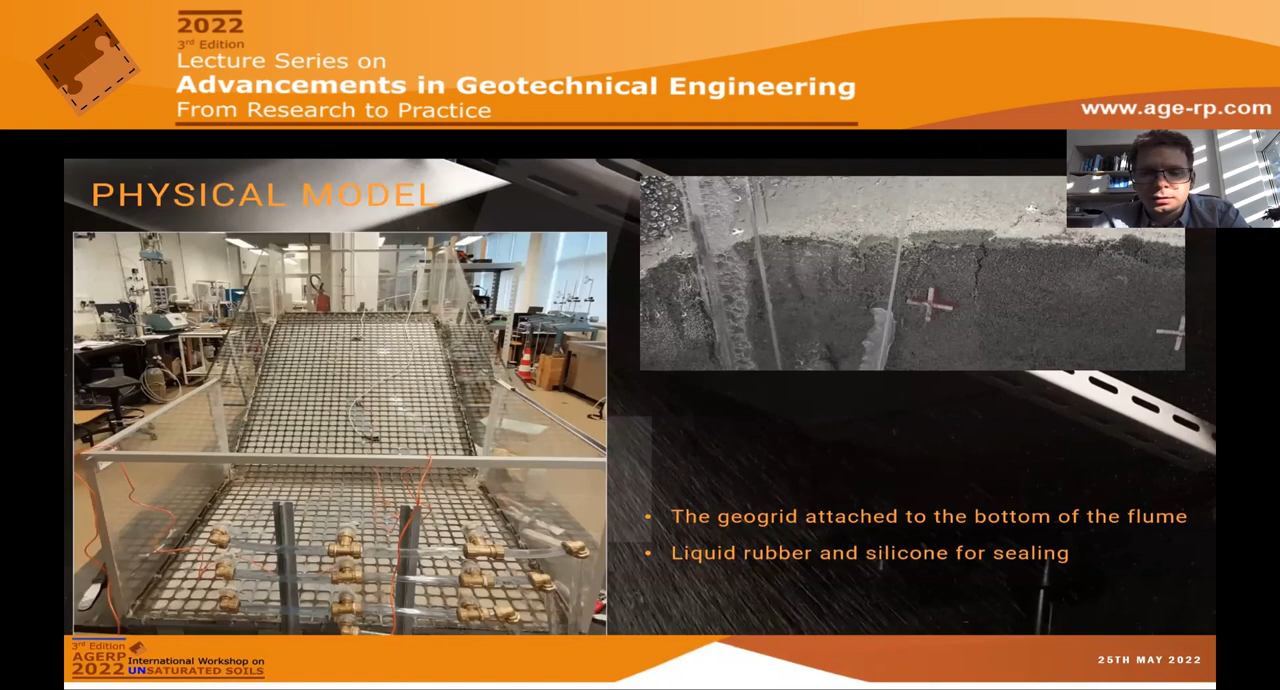 2022
3rd Edition
Lecture Series on
Advancements in Geotechnical Engineering
From Research to Practice
www.age-rp.com
PHYSICAL MODEL
• The geogrid attached to the bottom of the flume
• Liquid rubber and silicone for sealing
3rd Edition
AGERP
2022
International Workshop on
UNSATURATED SOILS
25TH MAY 2022